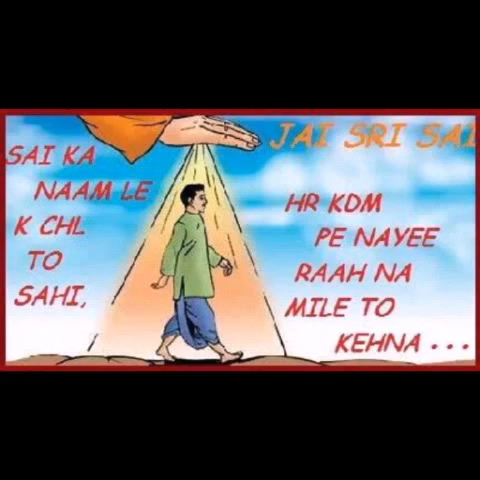 JAI SRI SAI
SAI KA
NAAM LE
K CHL
TO
SAHI,
HR KDM
PE NAYEE
RAAH NA
MILE TO
KEHNA . . .